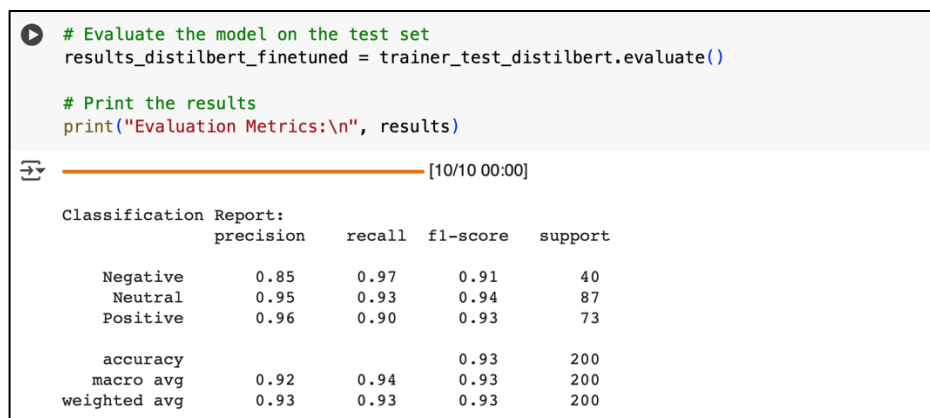 # Evaluate the model on the test set
results_distilbert_finetuned = trainer_test_distilbert.evaluate()
# Print the results
print("Evaluation Metrics:\n", results)
[10/10 00:00]
Classification Report:
precision recall f1-score support
Negative 0.85 0.97 0.91 40
Neutral 0.95 0.93 0.94 87
Positive 0.96 0.90 0.93 73
accuracy 0.93 200
macro avg 0.92 0.94 0.93 200
weighted avg 0.93 0.93 0.93 200